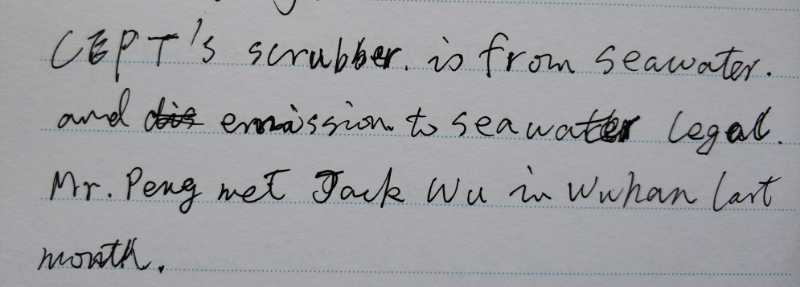 CEPT's scrubber. is from seawater.
and emission to seawater legal.
Mr. Peng met Jack Wu in Wuhan last
month.